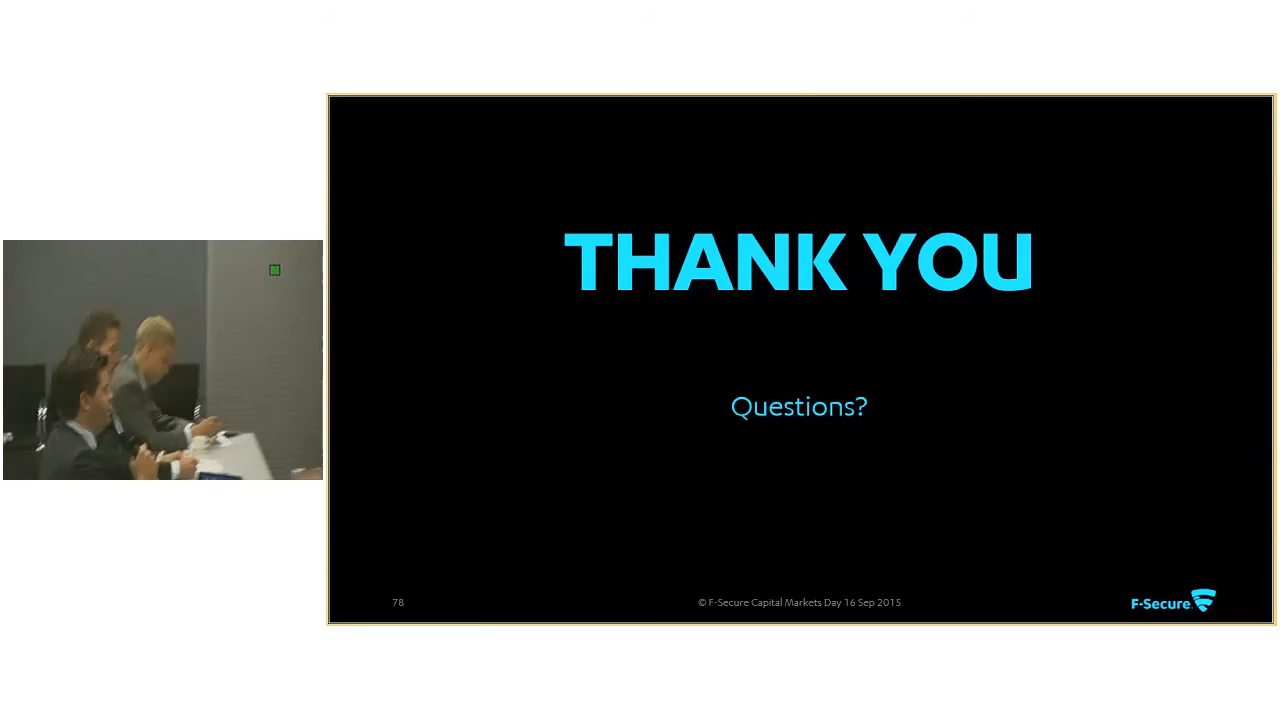 THANK YOU
Questions?
78
© F-Secure Capital Markets Day 16 Sep 2015
F-Secure